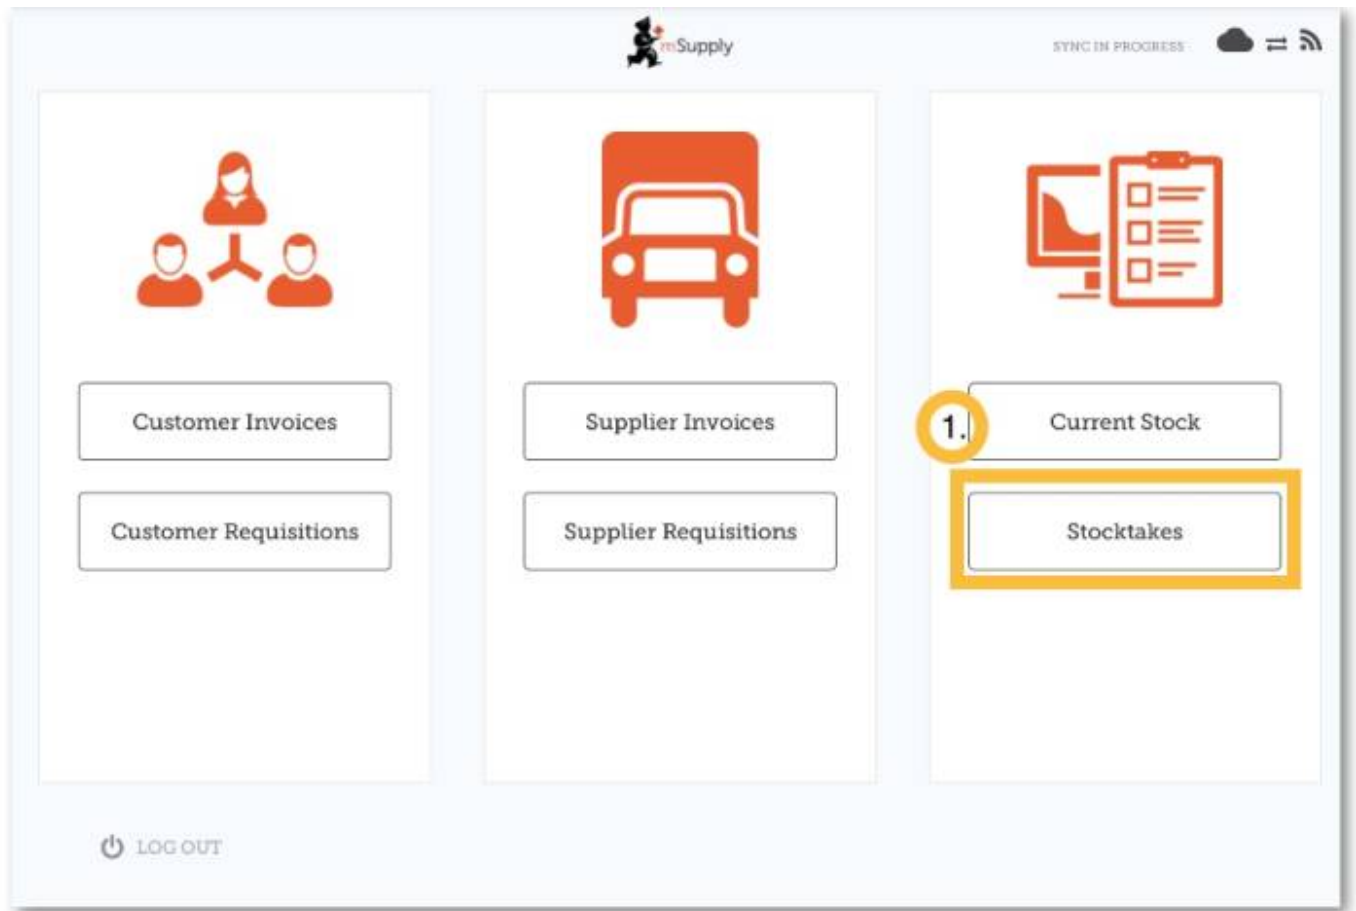 mSupply
SYNC IN PROGRESS
Customer Invoices
Customer Requisitions
Supplier Invoices
Supplier Requisitions
1.
Current Stock
Stocktakes
LOG OUT